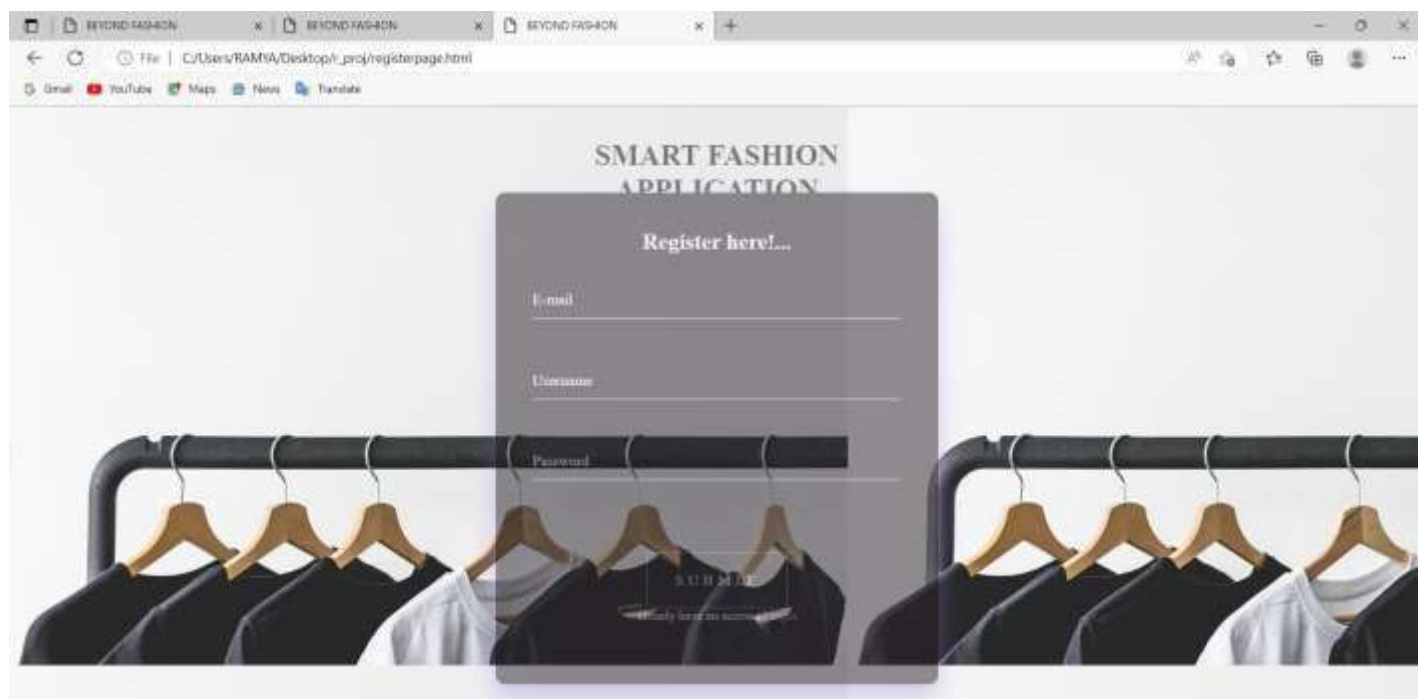 BEYOND FASHION
BEYOND FASHION
BEYOND FASHION
File | C:/Users/RAMYA/Desktop/r_proj/registerpage.html
Gmail YouTube Maps News Translate
SMART FASHION
APPLICATION
Register here!...
E-mail
Username
Password
SUBMIT